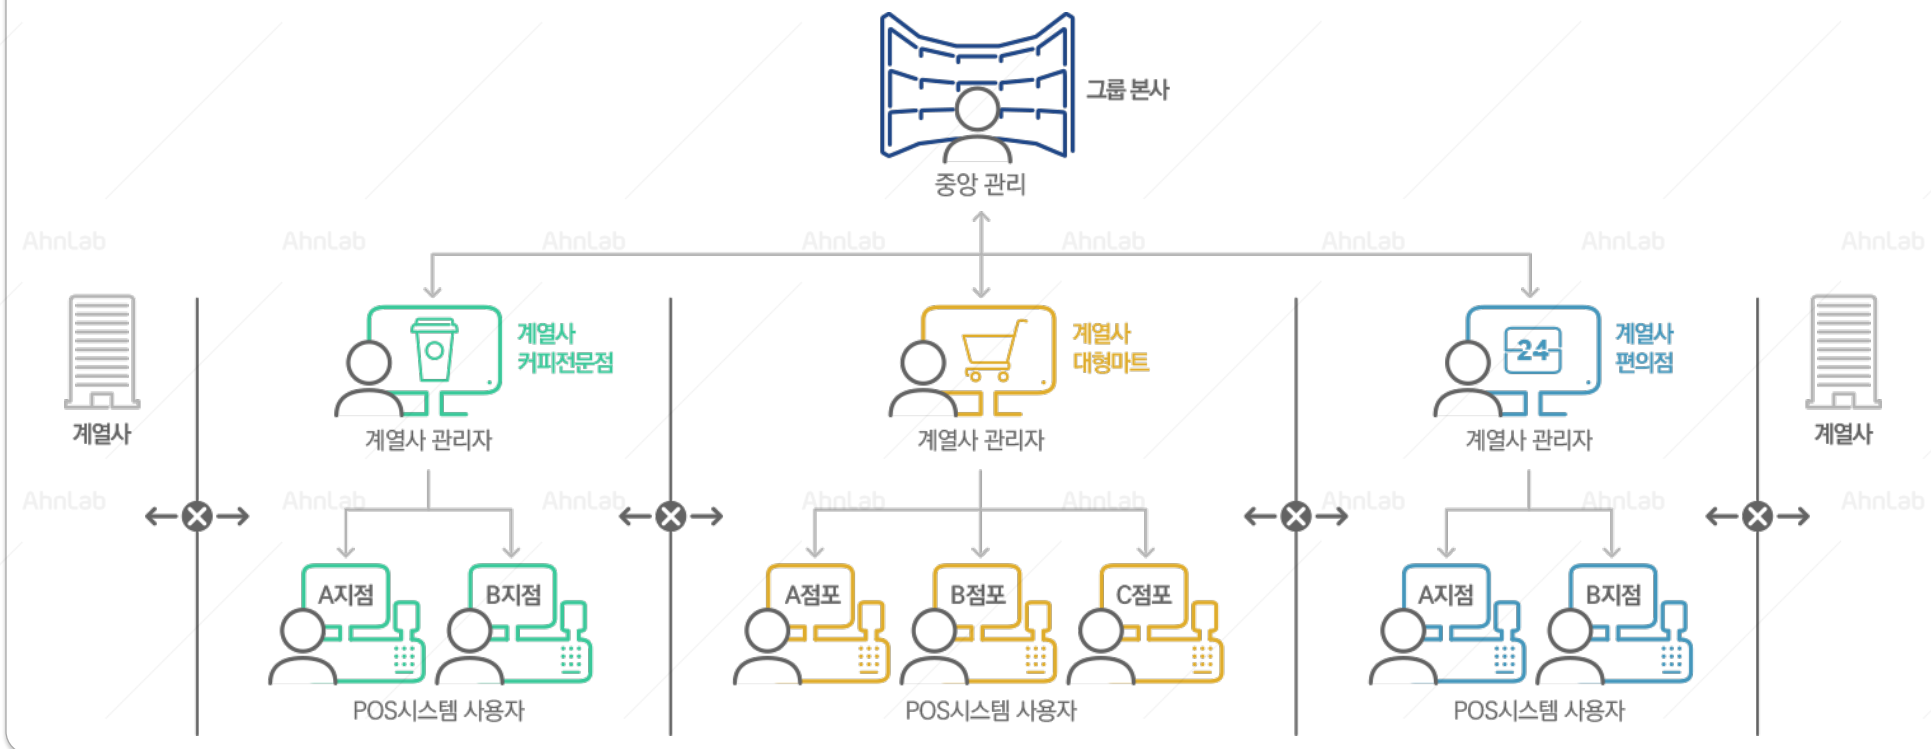 그룹 본사
중앙 관리
AhnLab AhnLab AhnLab AhnLab AhnLab AhnLab AhnLab AhnLab
계열사
계열사
커피전문점
계열사 관리자
계열사
대형마트
계열사 관리자
24
계열사
편의점
계열사 관리자
계열사
AhnLab AhnLab AhnLab AhnLab AhnLab AhnLab AhnLab AhnLab
A지점 B지점
POS시스템 사용자
A점포 B점포 C점포
POS시스템 사용자
A지점 B지점
POS시스템 사용자